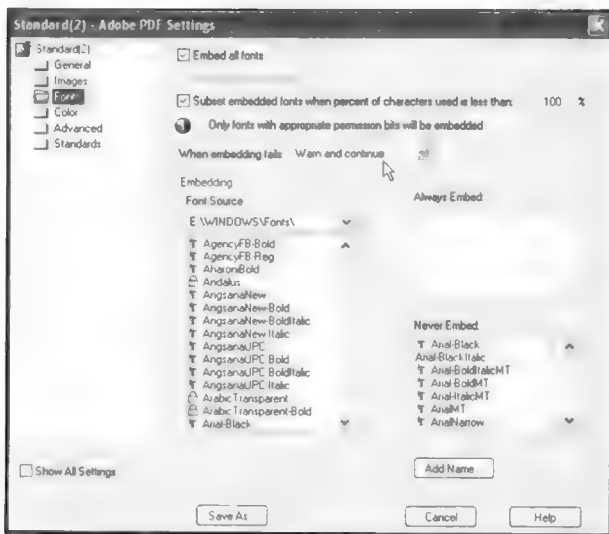 Standard(2) - Adobe PDF Settings
Standard(2)
General
Images
Fonts
Color
Advanced
Standards
Embed all fonts
Subset embedded fonts when percent of characters used is less than: 100 %
Only fonts with appropriate permission bits will be embedded
When embedding fails: Warn and continue
Embedding
Font Source
E:\WINDOWS\Fonts\
AgencyFB-Bold
AgencyFB-Reg
AharoniBold
Andalus
AngsanaNew
AngsanaNew-Bold
AngsanaNew-BoldItalic
AngsanaNew-Italic
AngsanaUPC
AngsanaUPC-Bold
AngsanaUPC-BoldItalic
AngsanaUPC-Italic
ArabicTransparent
ArabicTransparent-Bold
Arial-Black
Always Embed:
Never Embed:
Arial-Black
Arial-BlackItalic
Arial-BoldItalicMT
Arial-BoldMT
Arial-ItalicMT
ArialMT
ArialNarrow
Show All Settings
Add Name...
Save As
Cancel
Help